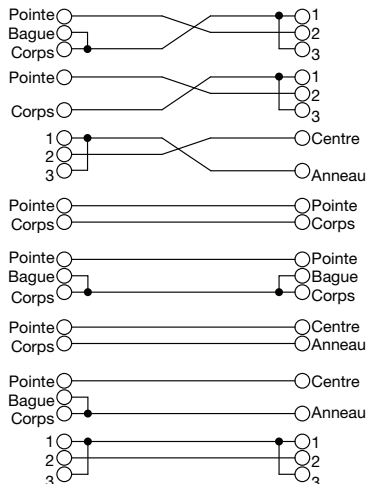 Pointe 1
Bague 2
Corps 3
Pointe 1
2
Corps 3
1 Centre
2
3 Anneau
Pointe Pointe
Corps Corps
Pointe Pointe
Bague Bague
Corps Corps
Pointe Centre
Corps Anneau
Pointe Centre
Bague
Corps Anneau
1 1
2 2
3 3